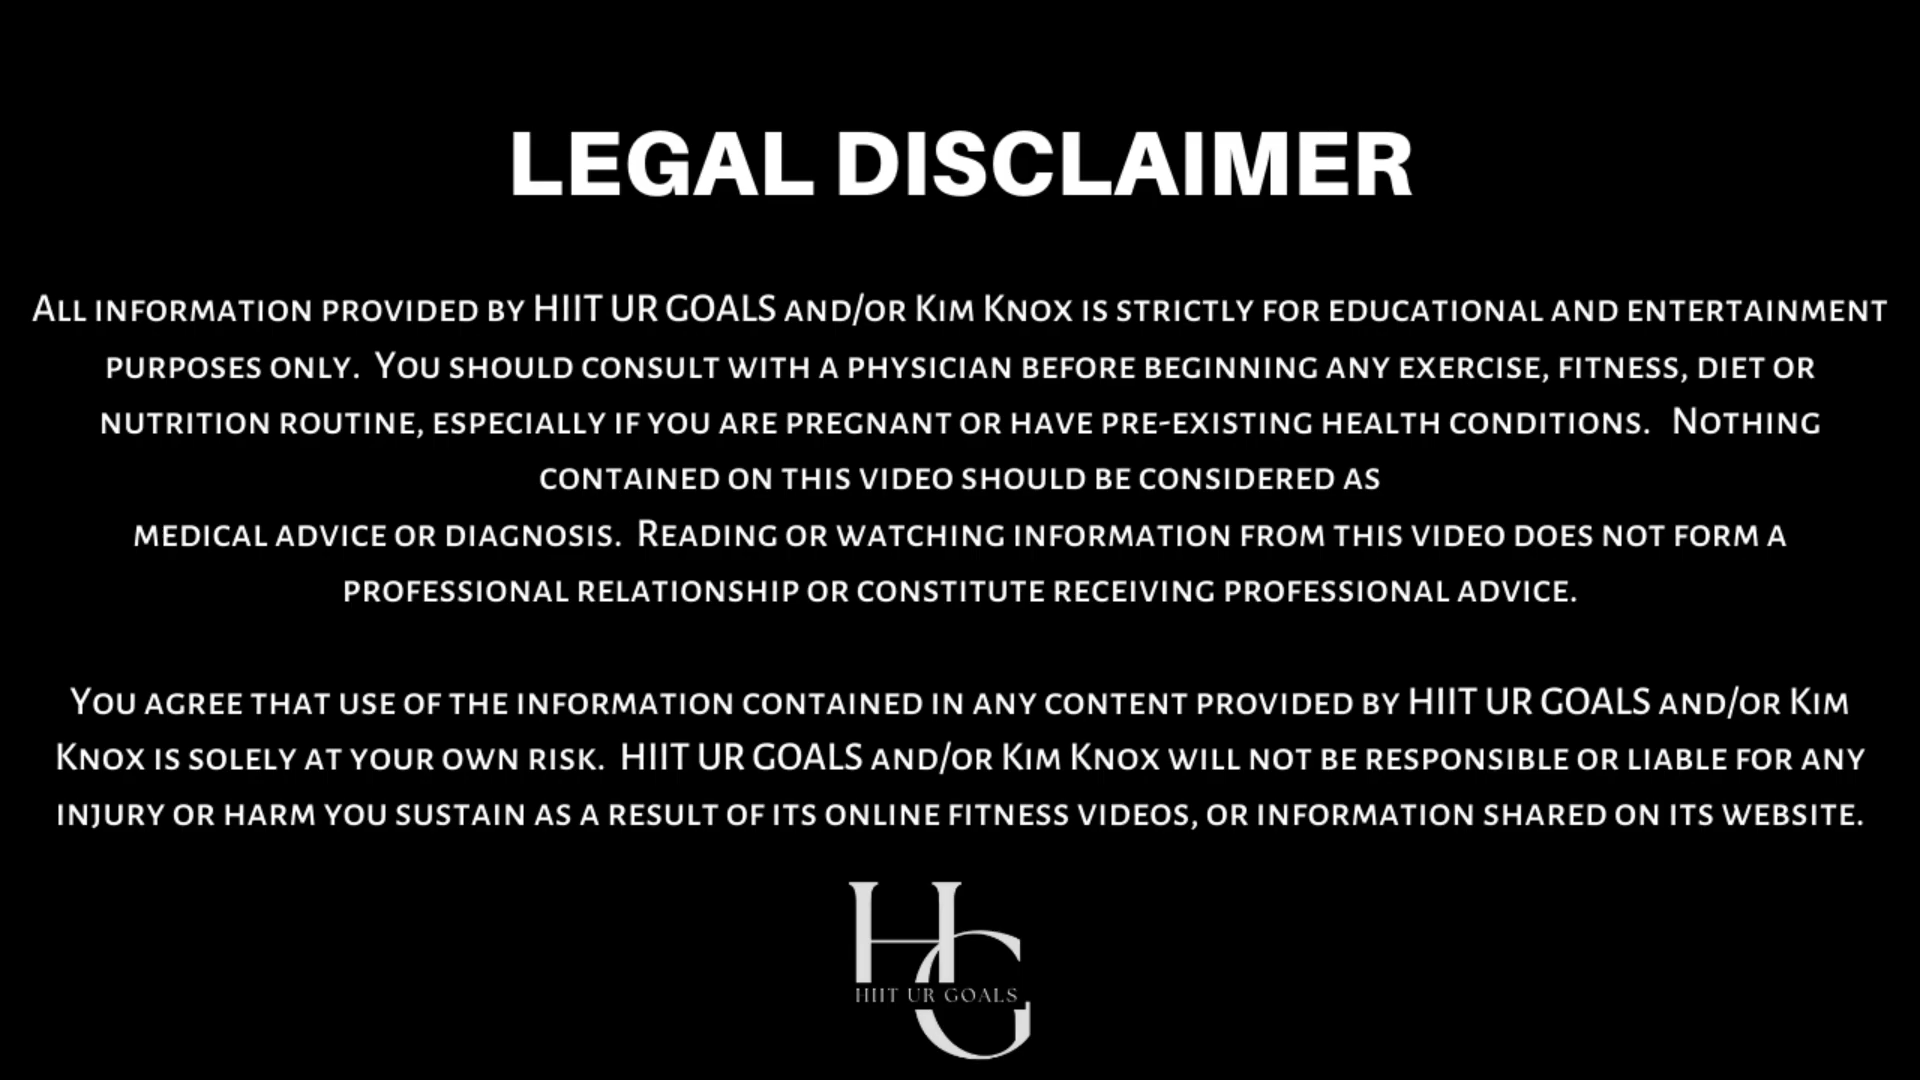 LEGAL DISCLAIMER
All information provided by HIIT UR GOALS and/or Kim Knox is strictly for educational and entertainment
purposes only. You should consult with a physician before beginning any exercise, fitness, diet or
nutrition routine, especially if you are pregnant or have pre-existing health conditions. Nothing
contained on this video should be considered as
medical advice or diagnosis. Reading or watching information from this video does not form a
professional relationship or constitute receiving professional advice.
You agree that use of the information contained in any content provided by HIIT UR GOALS and/or Kim
Knox is solely at your own risk. HIIT UR GOALS and/or Kim Knox will not be responsible or liable for any
injury or harm you sustain as a result of its online fitness videos, or information shared on its website.
HG
HIIT UR GOALS